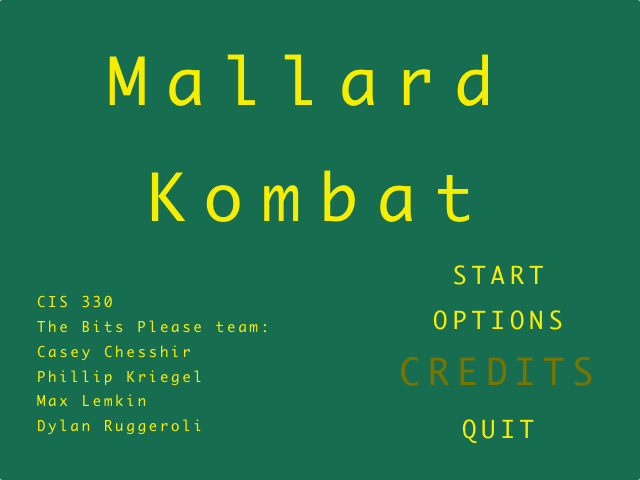 Mallard
Kombat
START
OPTIONS
CREDITS
QUIT
CIS 330
The Bits Please team:
Casey Chesshir
Phillip Kriegel
Max Lemkin
Dylan Ruggeroli